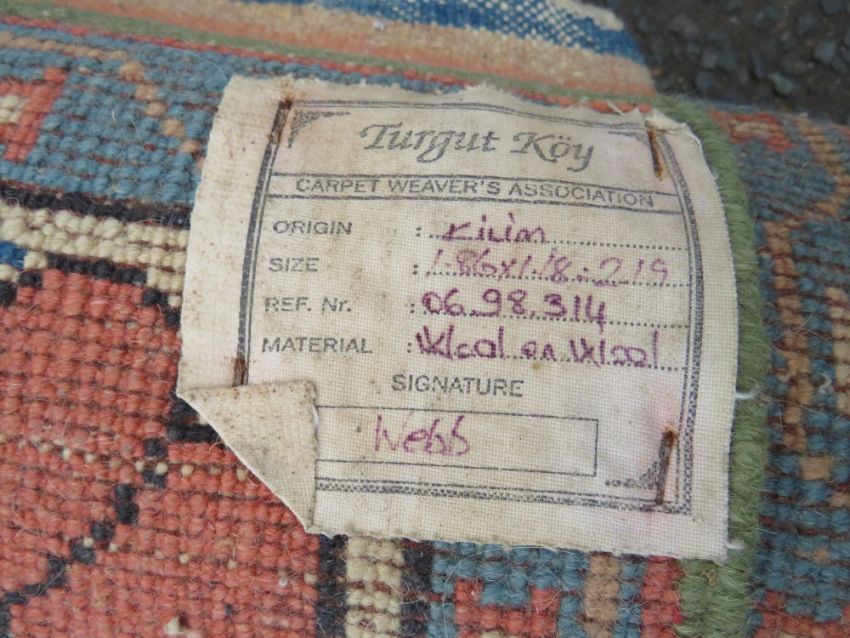 Turgut Köy
CARPET WEAVER'S ASSOCIATION
ORIGIN : Kilim
SIZE : 1.86x1.18=2.19
REF. Nr. : 06.98.314
MATERIAL : Wool on Wool
SIGNATURE
Webb